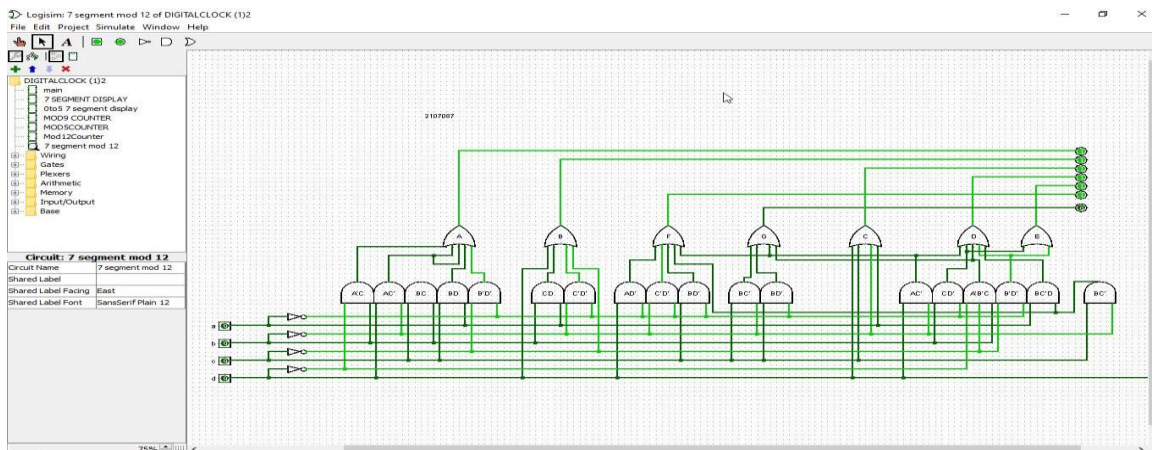 Logisim: 7 segment mod 12 of DIGITALCLOCK (1)2
File Edit Project Simulate Window Help
A
DIGITALCLOCK (1)2
main
7 SEGMENT DISPLAY
0to5 7 segment display
MOD9 COUNTER
MOD5COUNTER
Mod12Counter
7 segment mod 12
Wiring
Gates
Plexers
Arithmetic
Memory
Input/Output
Base
Circuit: 7 segment mod 12
Circuit Name 7 segment mod 12
Shared Label
Shared Label Facing East
Shared Label Font SansSerif Plain 12
75%
2107087
A B F G C D E
A'C AC' BC BD B'D' CD C'D' AD' C'D' BD' BC' BD' AC' CD' A'B'C B'D' BC'D BC'
a
b
c
d